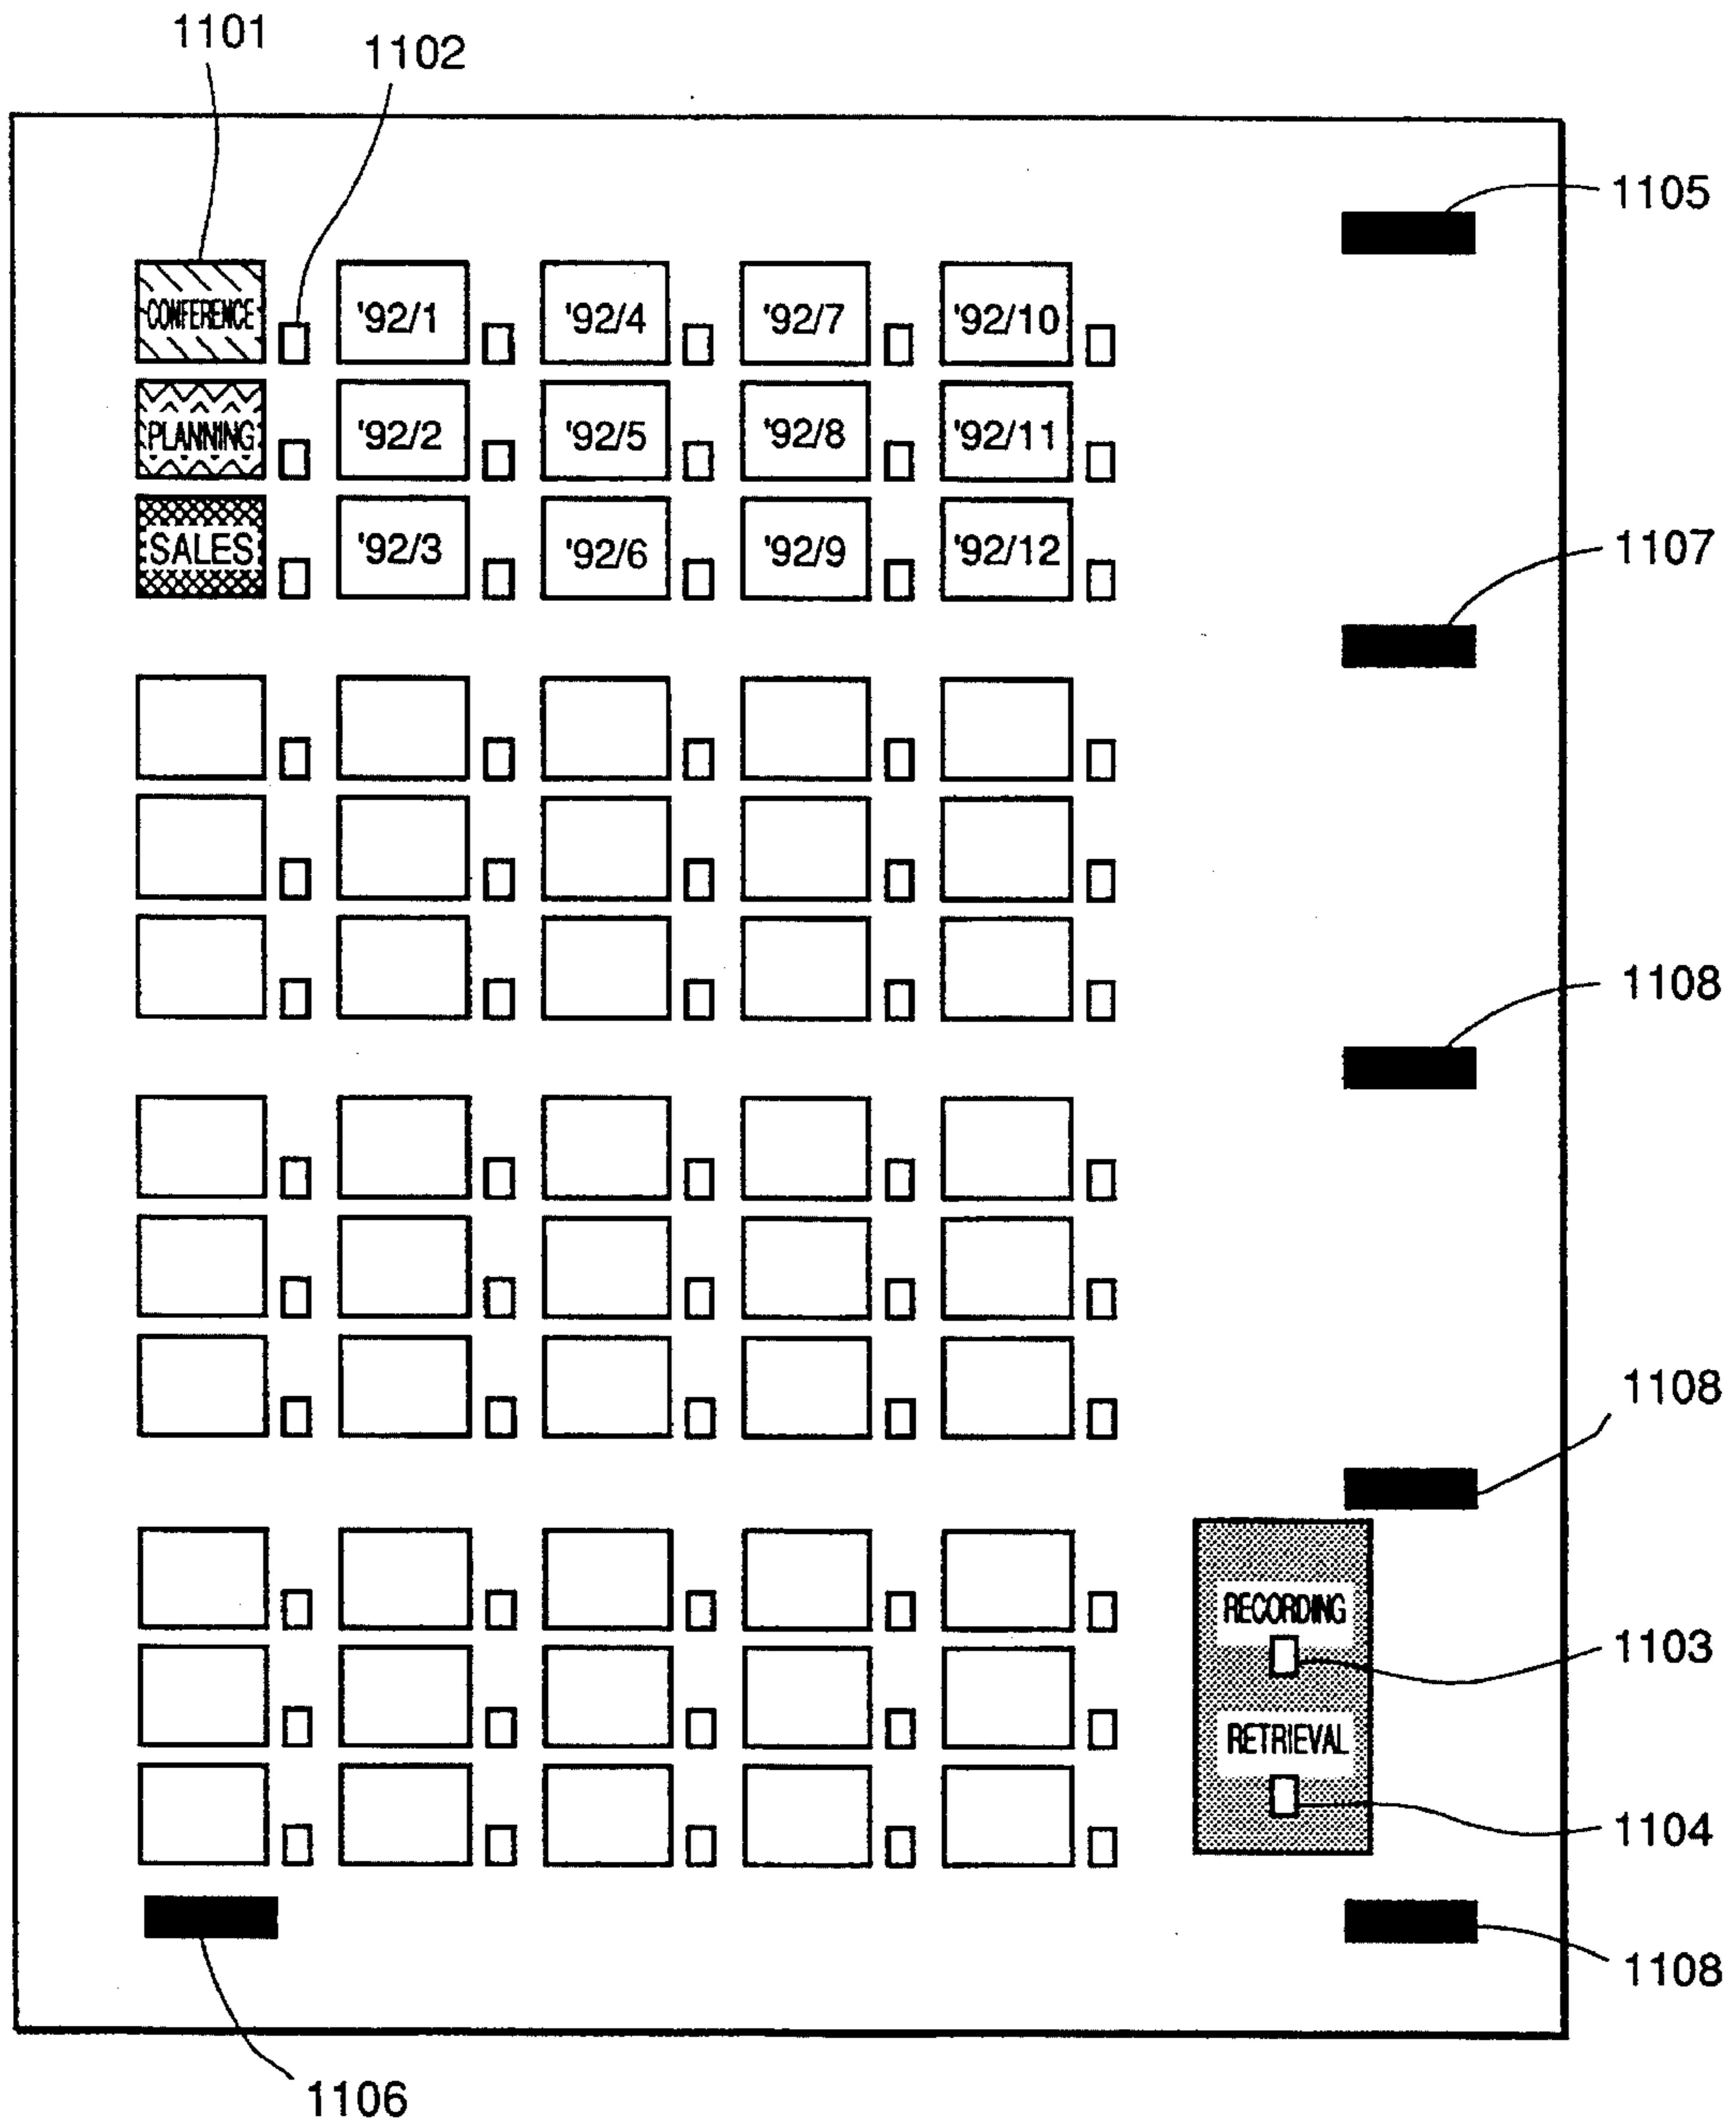 1101
1102
1105
CONFERENCE '92/1 '92/4 '92/7 '92/10
PLANNING '92/2 '92/5 '92/8 '92/11
SALES '92/3 '92/6 '92/9 '92/12
1107
1108
1108
RECORDING
1103
RETRIEVAL
1104
1108
1106